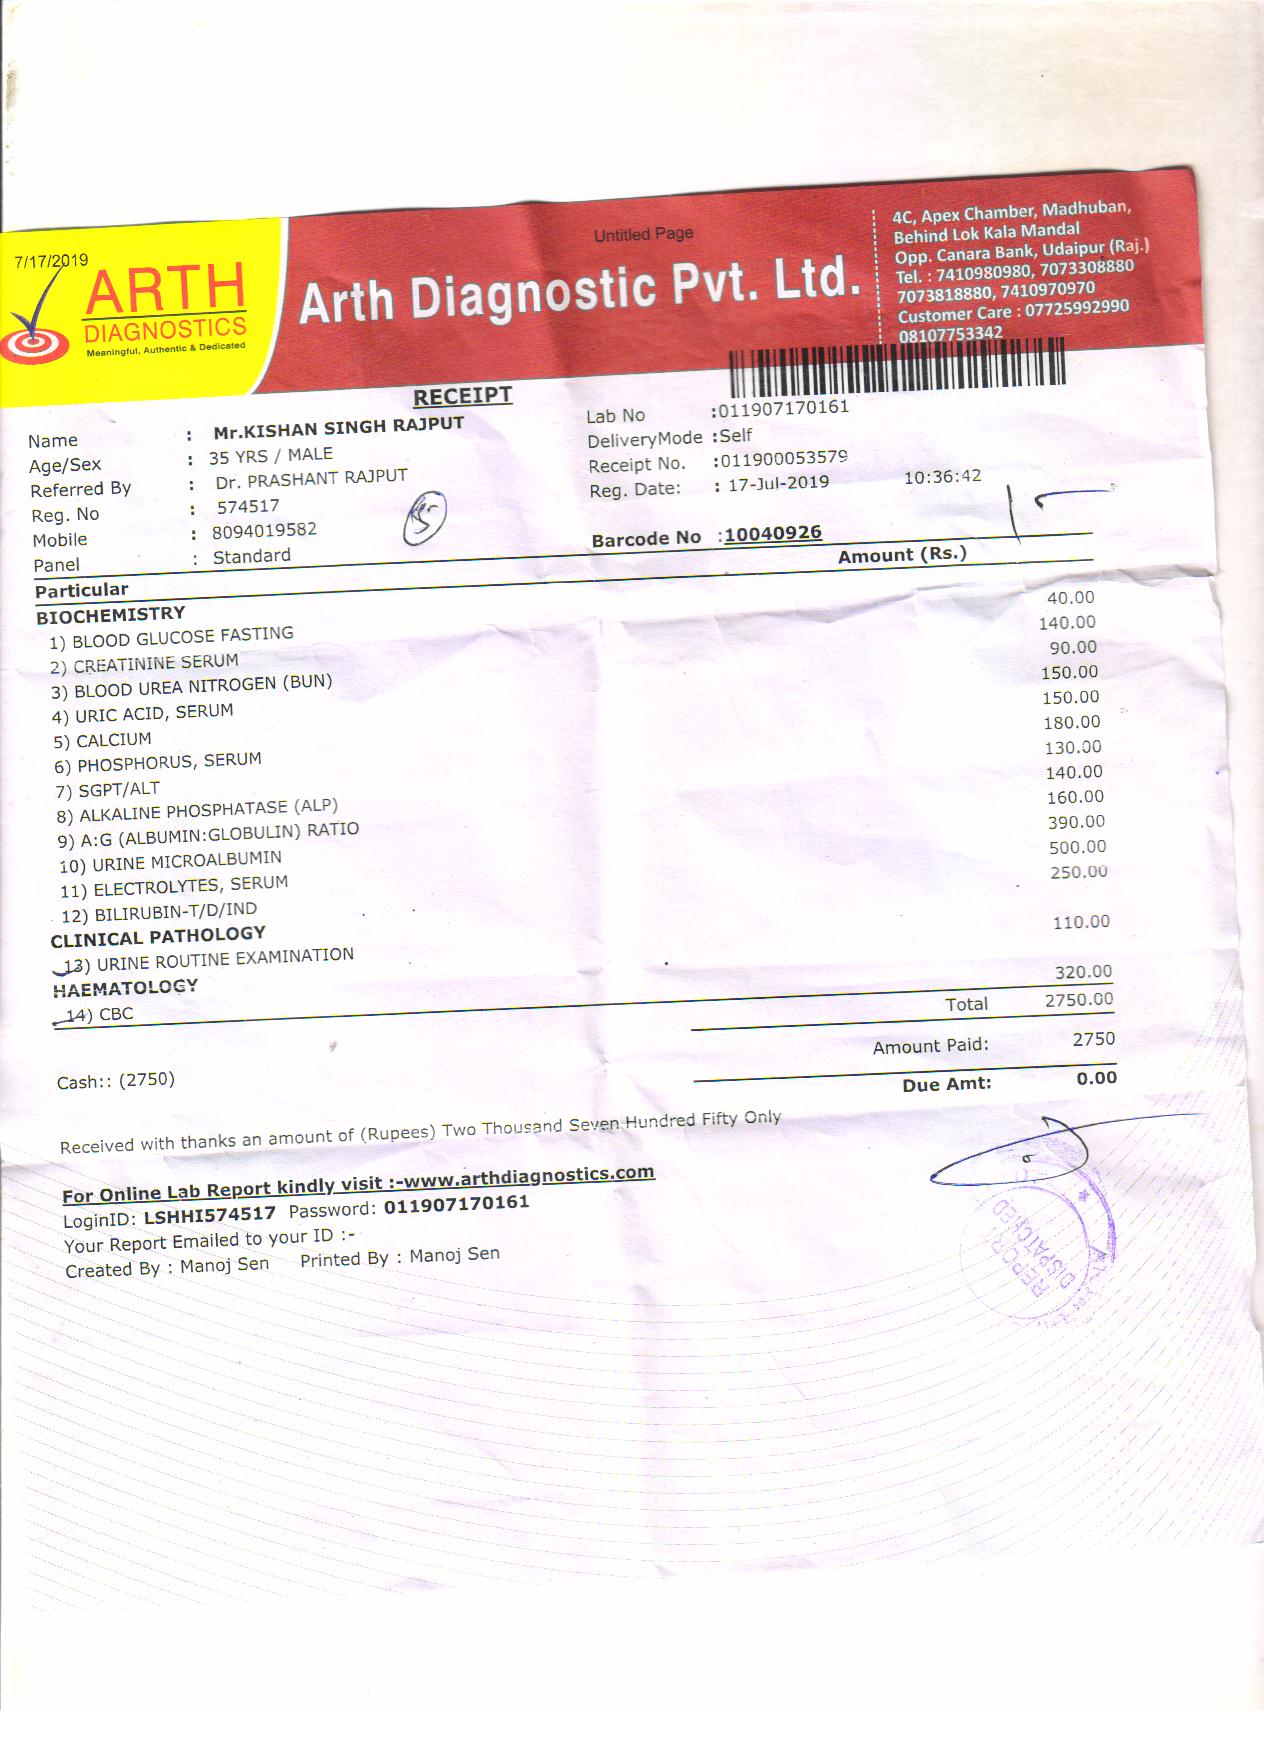 7/17/2019
Untitled Page
ARTH
DIAGNOSTICS
Meaningful, Authentic & Dedicated
Arth Diagnostic Pvt. Ltd.
4C, Apex Chamber, Madhuban,
Behind Lok Kala Mandal
Opp. Canara Bank, Udaipur (Raj.)
Tel. : 7410980980, 7073308880
7073818880, 7410970970
Customer Care : 07725992990
08107753342
RECEIPT
Name : Mr.KISHAN SINGH RAJPUT
Age/Sex : 35 YRS / MALE
Referred By : Dr. PRASHANT RAJPUT
Reg. No : 574517
Mobile : 8094019582
Panel : Standard
Lab No :011907170161
DeliveryMode :Self
Receipt No. :011900053579
Reg. Date: : 17-Jul-2019 10:36:42
Barcode No :10040926
Particular Amount (Rs.)
BIOCHEMISTRY
1) BLOOD GLUCOSE FASTING 40.00
2) CREATININE SERUM 140.00
3) BLOOD UREA NITROGEN (BUN) 90.00
4) URIC ACID, SERUM 150.00
5) CALCIUM 150.00
6) PHOSPHORUS, SERUM 180.00
7) SGPT/ALT 130.00
8) ALKALINE PHOSPHATASE (ALP) 140.00
9) A:G (ALBUMIN:GLOBULIN) RATIO 160.00
10) URINE MICROALBUMIN 390.00
11) ELECTROLYTES, SERUM 500.00
12) BILIRUBIN-T/D/IND 250.00
CLINICAL PATHOLOGY
13) URINE ROUTINE EXAMINATION 110.00
HAEMATOLOGY
14) CBC 320.00
Total 2750.00
Amount Paid: 2750
Cash:: (2750)
Due Amt: 0.00
Received with thanks an amount of (Rupees) Two Thousand Seven Hundred Fifty Only
For Online Lab Report kindly visit :-www.arthdiagnostics.com
LoginID: LSHHI574517 Password: 011907170161
Your Report Emailed to your ID :-
Created By : Manoj Sen Printed By : Manoj Sen
REPORT
DISPATCHED